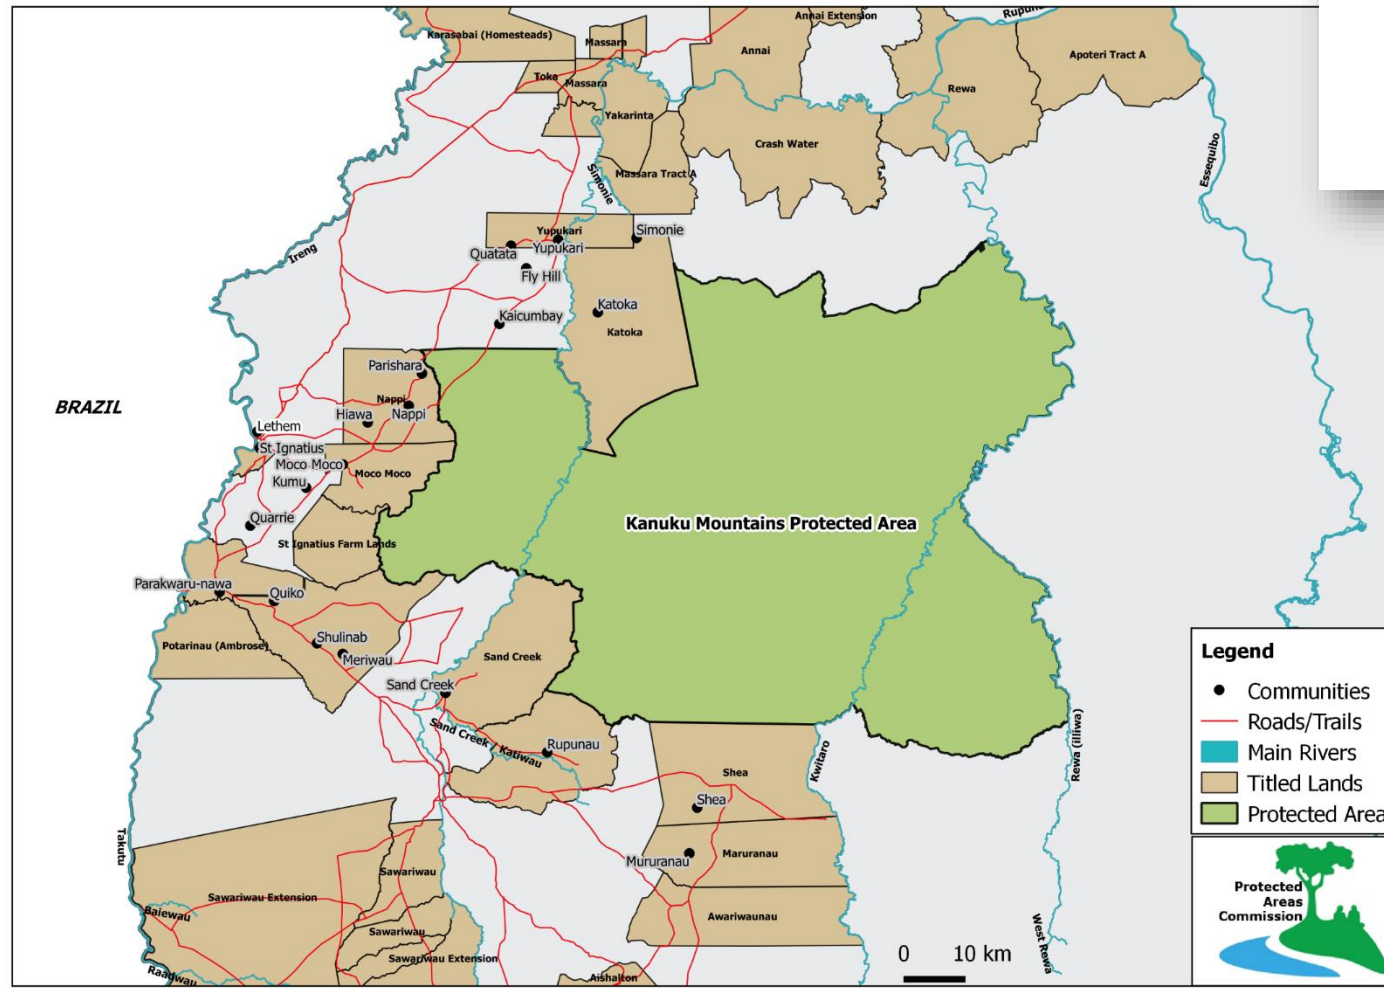 Karasabai (Homesteads)
Massara
Annai Extension
Annai
Apoteri Tract A
Toka
Massara
Rewa
Yakarinta
Crash Water
Massara Tract A
Simonie
Essequibo
Ireng
Yupukari
Simonie
Quatata
Yupukari
Fly Hill
Katoka
Kaicumbay
Katoka
Parishara
Nappi
Hiawa
Nappi
BRAZIL
Lethem
St Ignatius
Moco Moco
Moco Moco
Kumu
Quarrie
Kanuku Mountains Protected Area
St Ignatius Farm Lands
Parakwaru-nawa
Quiko
Shulinab
Potarinau (Ambrose)
Meriwau
Sand Creek
Sand Creek
Sand Creek / Katiwau
Rupunau
Kwitaro
Rewa (illiwa)
Shea
Shea
Takutu
Mururanau
Maruranau
Sawariwau
Sawariwau Extension
Baiewau
Awariwaunau
Sawariwau
Sawariwau Extension
Raadwau
Aishalton
West Rewa
0 10 km
Legend
Communities
Roads/Trails
Main Rivers
Titled Lands
Protected Area
Protected
Areas
Commission